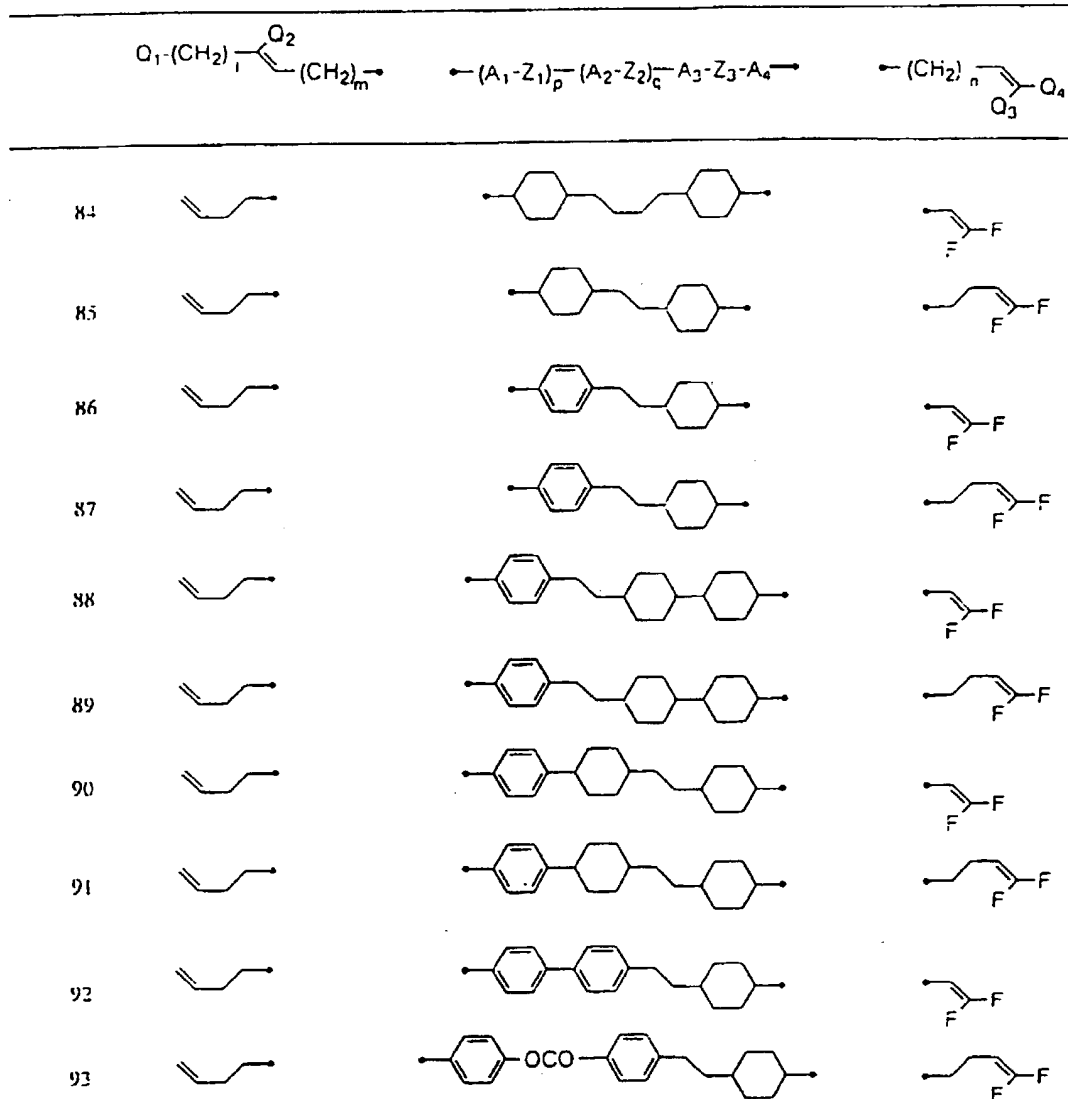 Q₁-(CH₂)l Q₂ (CH₂)m
(A₁-Z₁)p-(A₂-Z₂)q-A₃-Z₃-A₄
(CH₂)n Q₃ Q₄
84 F F
85 F F
86 F F
87 F F
88 F F
89 F F
90 F F
91 F F
92 F F
93 OCO F F